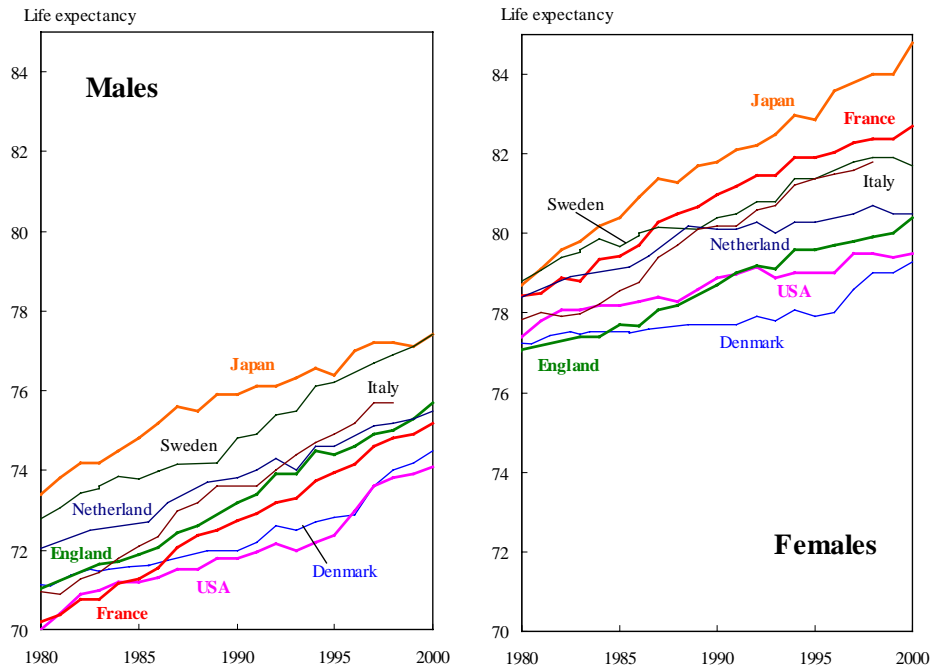 Life expectancy
84
82
80
78
76
74
72
70
1980
1985
1990
1995
2000
Males
Japan
Italy
Sweden
Netherland
England
Denmark
USA
France
Life expectancy
84
82
80
78
76
74
72
70
1980
1985
1990
1995
2000
Japan
France
Italy
Sweden
Netherland
USA
Denmark
England
Females